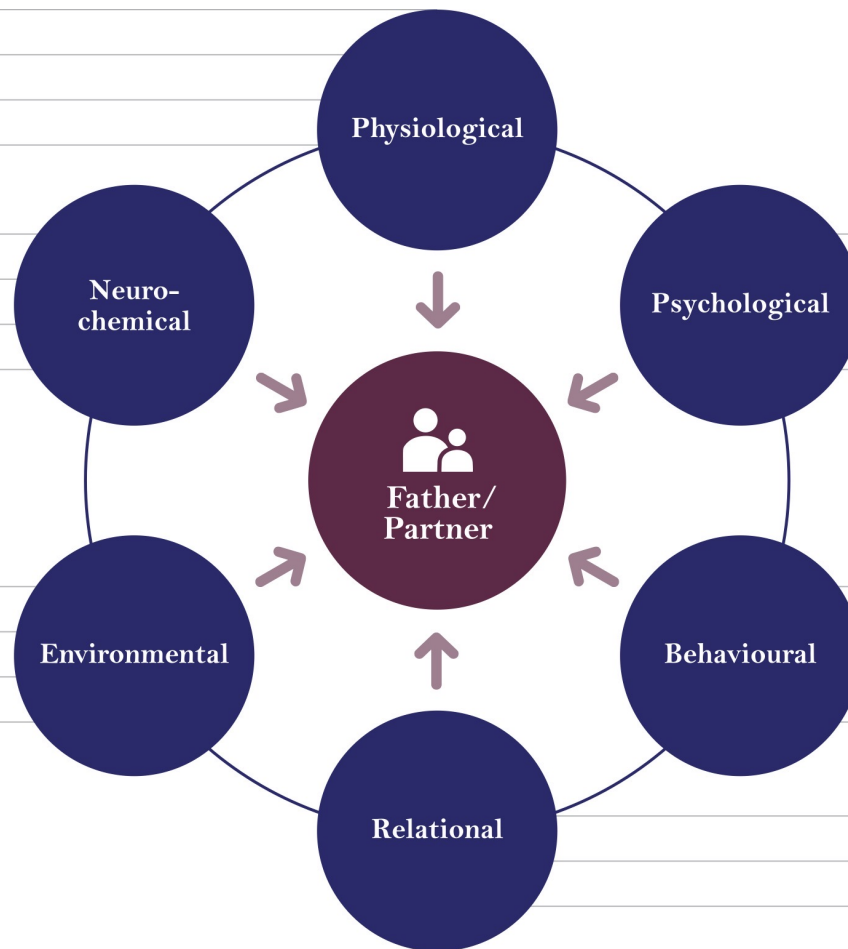 Physiological
Neuro-
chemical
Psychological
Father/
Partner
Environmental
Behavioural
Relational